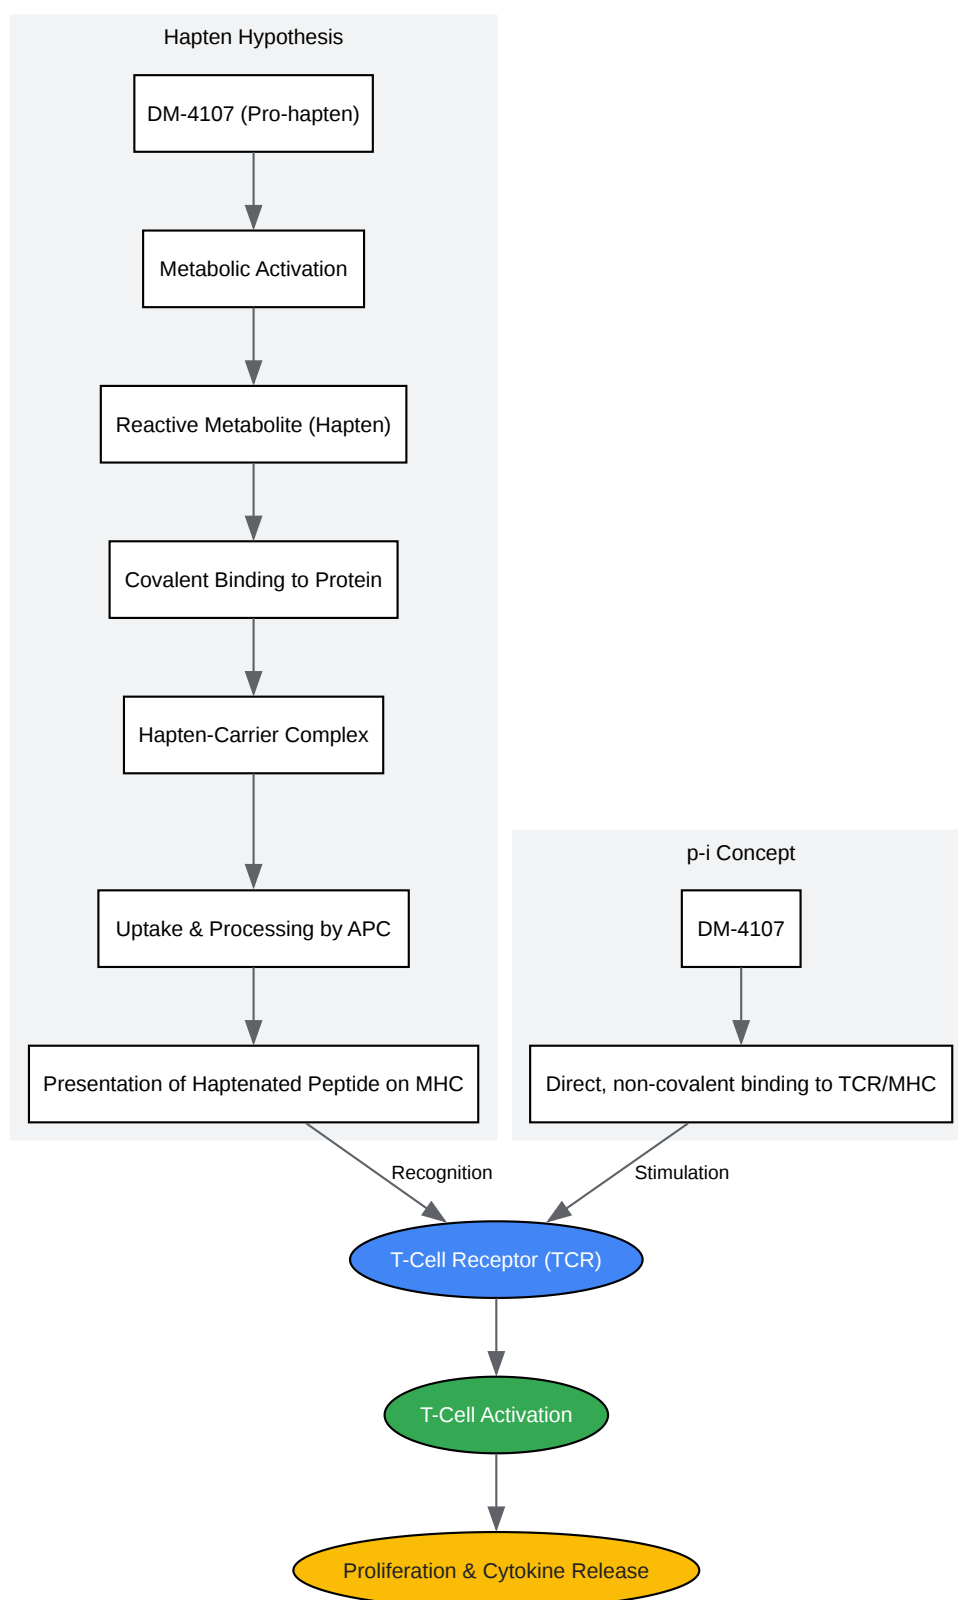 Hapten Hypothesis
DM-4107 (Pro-hapten)
Metabolic Activation
Reactive Metabolite (Hapten)
Covalent Binding to Protein
Hapten-Carrier Complex
Uptake & Processing by APC
Presentation of Haptenated Peptide on MHC
p-i Concept
DM-4107
Direct, non-covalent binding to TCR/MHC
Recognition
Stimulation
T-Cell Receptor (TCR)
T-Cell Activation
Proliferation & Cytokine Release